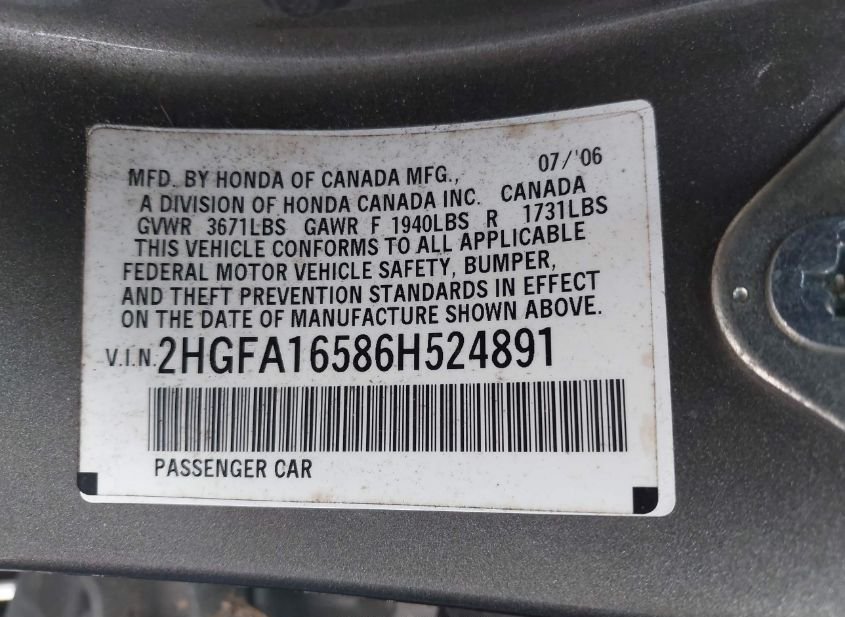 07/'06
MFD. BY HONDA OF CANADA MFG.,
A DIVISION OF HONDA CANADA INC. CANADA
GVWR 3671LBS GAWR F 1940LBS R 1731LBS
THIS VEHICLE CONFORMS TO ALL APPLICABLE
FEDERAL MOTOR VEHICLE SAFETY, BUMPER,
AND THEFT PREVENTION STANDARDS IN EFFECT
ON THE DATE OF MANUFACTURE SHOWN ABOVE.
V.I.N. 2HGFA16586H524891
PASSENGER CAR